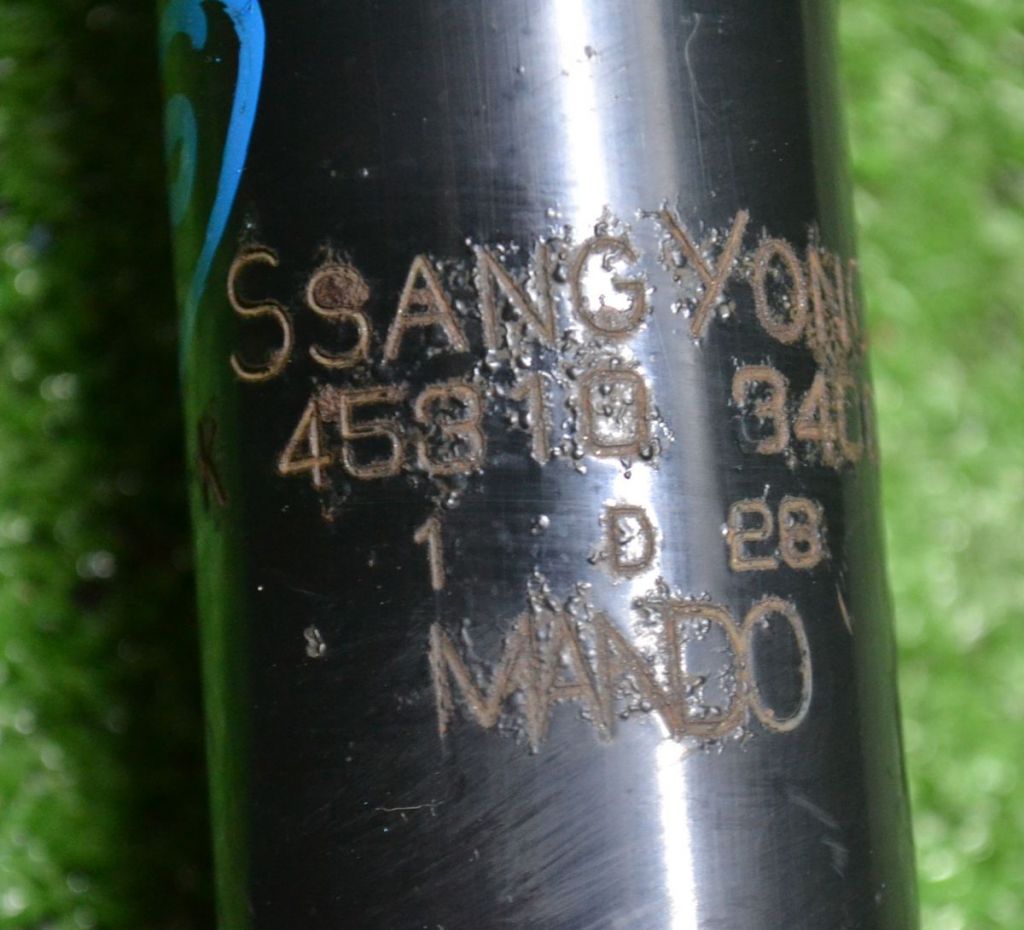 SSANGYONG
K 45310 340
1 D 28
MANDO